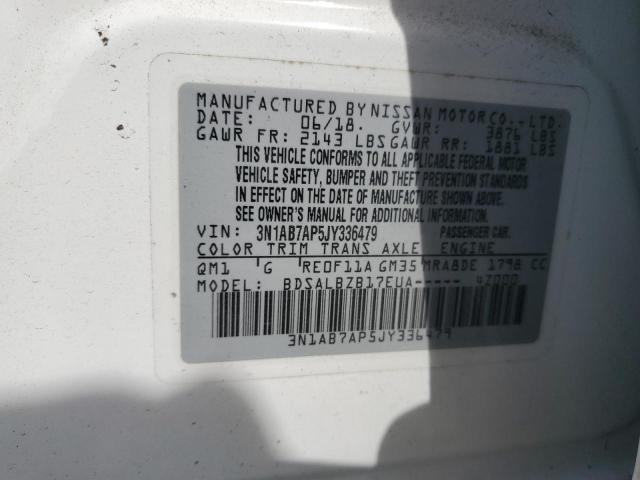 MANUFACTURED BY NISSAN MOTOR CO., LTD.
DATE: 06/18. GVWR: 3876 LBS
GAWR FR: 2143 LBS GAWR RR: 1881 LBS
THIS VEHICLE CONFORMS TO ALL APPLICABLE FEDERAL MOTOR
VEHICLE SAFETY, BUMPER AND THEFT PREVENTION STANDARDS
IN EFFECT ON THE DATE OF MANUFACTURE SHOWN ABOVE.
SEE OWNER'S MANUAL FOR ADDITIONAL INFORMATION.
VIN: 3N1AB7AP5JY336479 PASSENGER CAR.
COLOR TRIM TRANS AXLE ENGINE
QM1 G RE0F11A GM35 MRA8DE 1798 CC
MODEL: BDSALBZB17EUA----- 4Z000
3N1AB7AP5JY336479